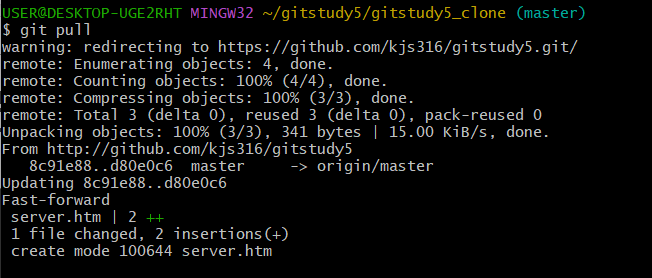 USER@DESKTOP-UGE2RHT MINGW32 ~/gitstudy5/gitstudy5_clone (master)
$ git pull
warning: redirecting to https://github.com/kjs316/gitstudy5.git/
remote: Enumerating objects: 4, done.
remote: Counting objects: 100% (4/4), done.
remote: Compressing objects: 100% (3/3), done.
remote: Total 3 (delta 0), reused 3 (delta 0), pack-reused 0
Unpacking objects: 100% (3/3), 341 bytes | 15.00 KiB/s, done.
From http://github.com/kjs316/gitstudy5
   8c91e88..d80e0c6  master     -> origin/master
Updating 8c91e88..d80e0c6
Fast-forward
 server.htm | 2 ++
 1 file changed, 2 insertions(+)
 create mode 100644 server.htm